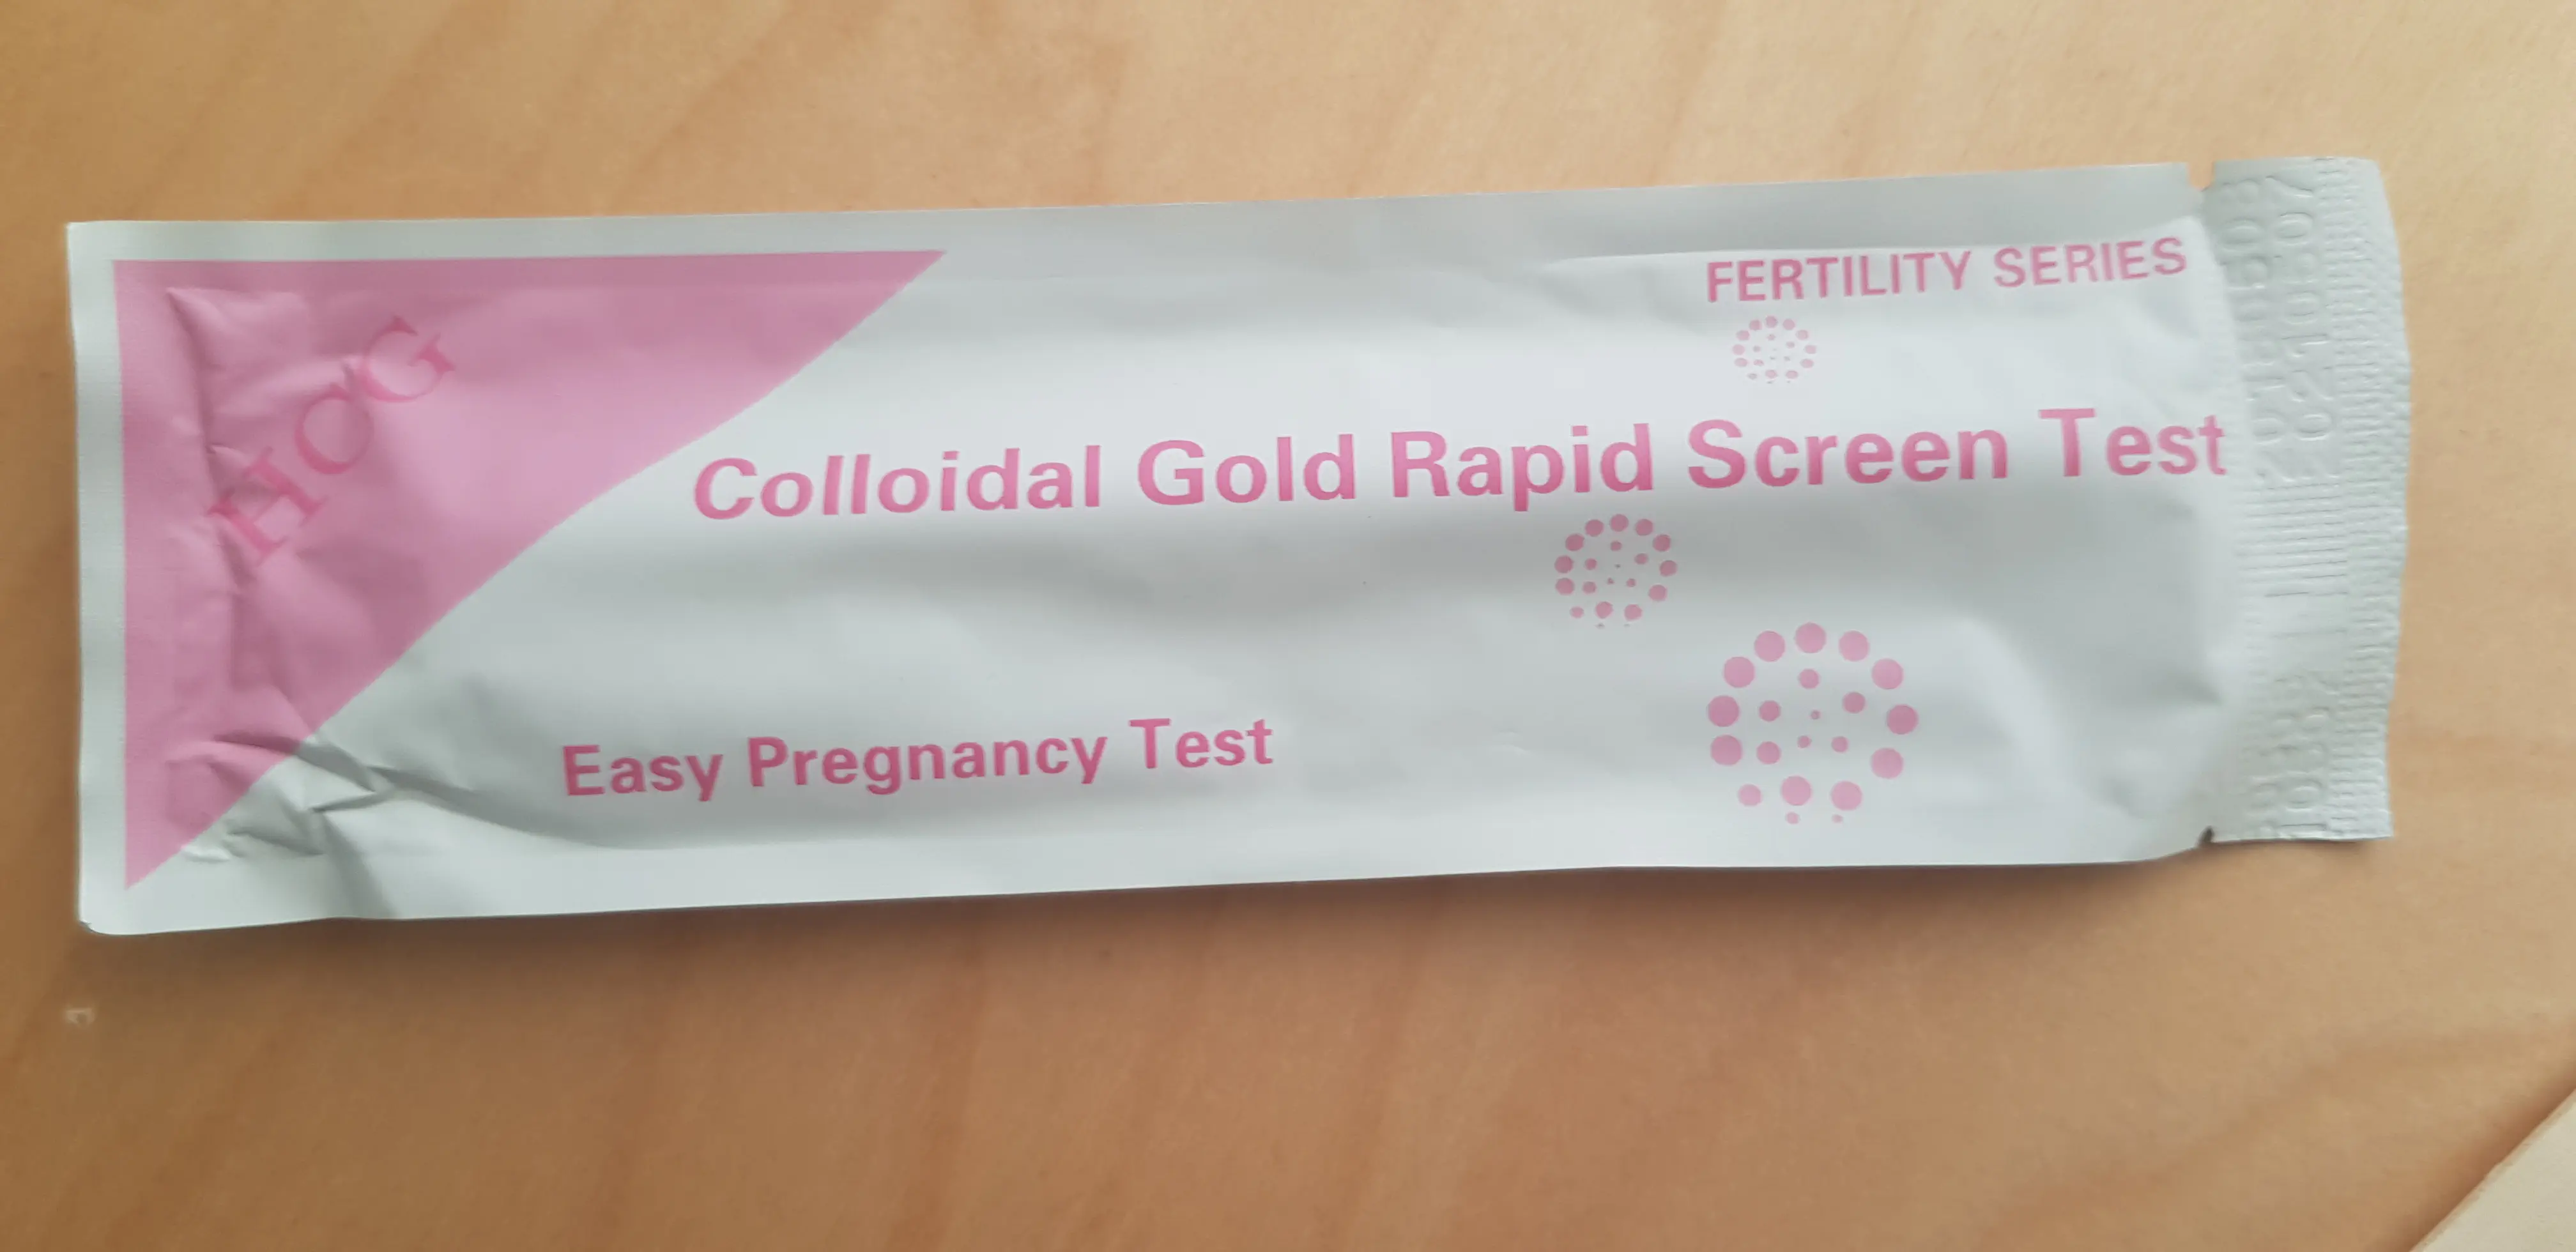 HCG
FERTILITY SERIES
Colloidal Gold Rapid Screen Test
Easy Pregnancy Test